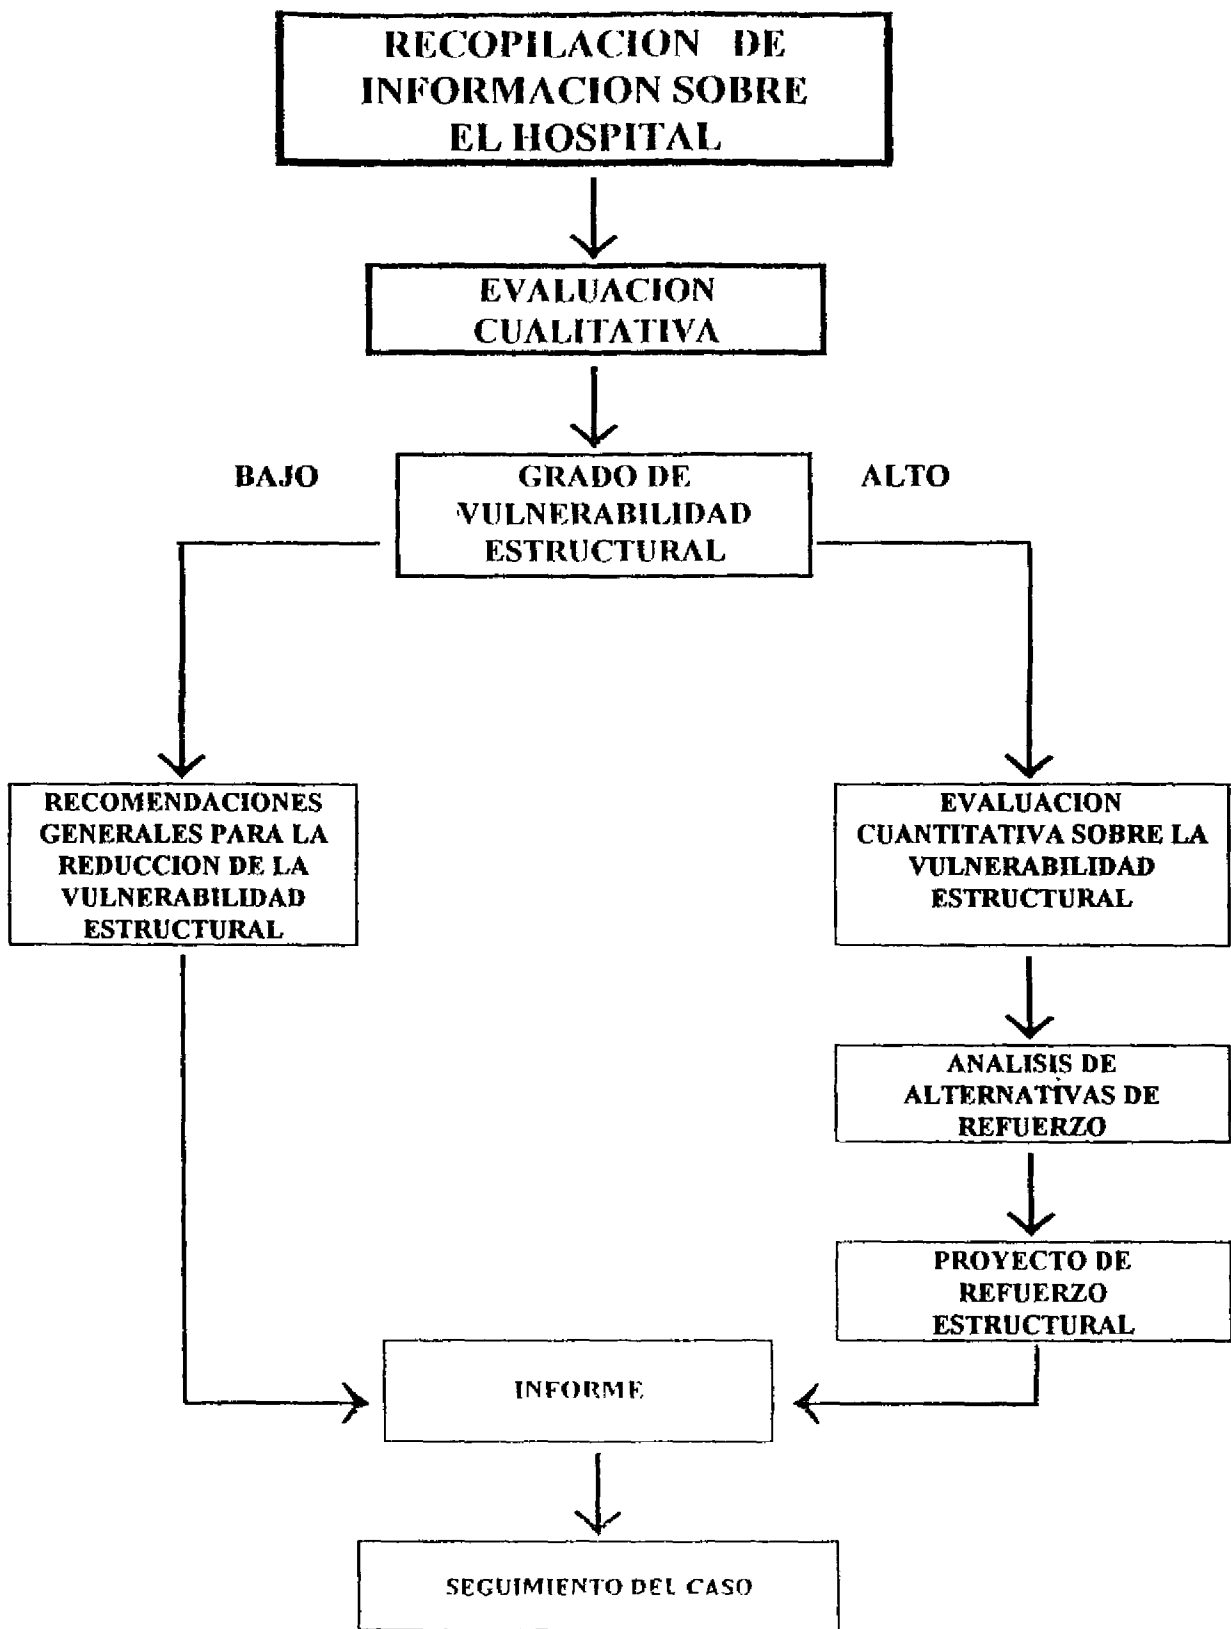 RECOPILACION DE
INFORMACION SOBRE
EL HOSPITAL
EVALUACION
CUALITATIVA
BAJO
GRADO DE
VULNERABILIDAD
ESTRUCTURAL
ALTO
RECOMENDACIONES
GENERALES PARA LA
REDUCCION DE LA
VULNERABILIDAD
ESTRUCTURAL
EVALUACION
CUANTITATIVA SOBRE LA
VULNERABILIDAD
ESTRUCTURAL
ANALISIS DE
ALTERNATIVAS DE
REFUERZO
PROYECTO DE
REFUERZO
ESTRUCTURAL
INFORME
SEGUIMIENTO DEL CASO